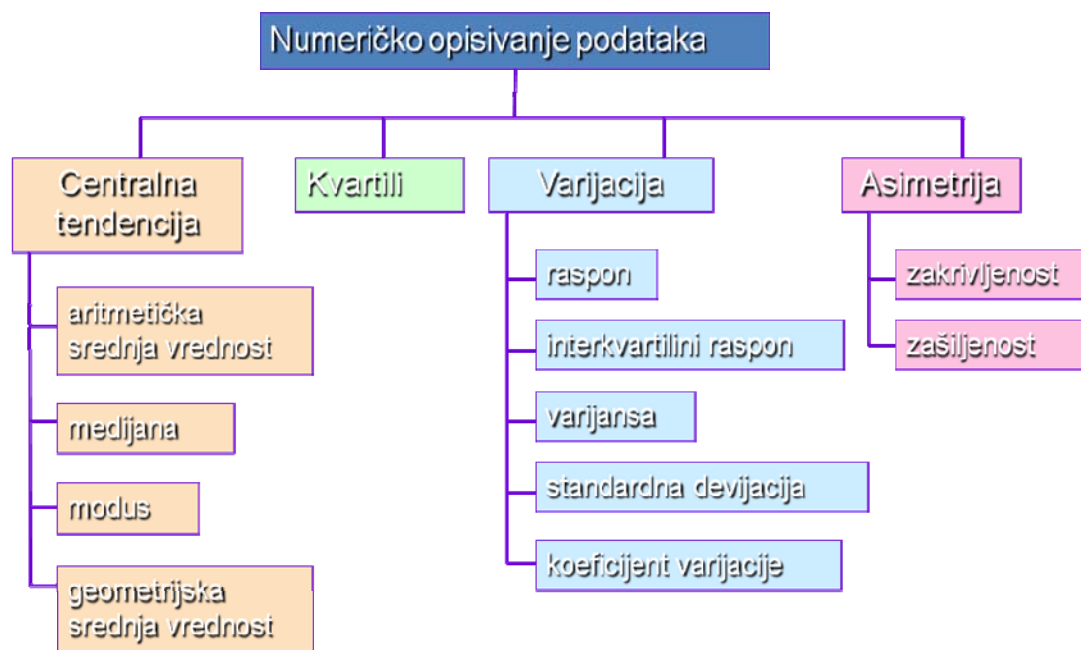 Numeričko opisivanje podataka
Centralna
tendencija
aritmetička
srednja vrednost
medijana
modus
geometrijska
srednja vrednost
Kvartili
Varijacija
raspon
interkvartilini raspon
varijansa
standardna devijacija
koeficijent varijacije
Asimetrija
zakrivljenost
zašiljenost